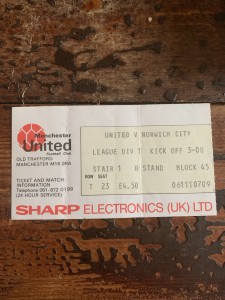 Manchester
United
Football Club
OLD TRAFFORD
MANCHESTER M16 0RA
TICKET AND MATCH
INFORMATION
Telephone 061-872 0199
(24 HOUR SERVICE)
UNITED V NORWICH CITY
LEAGUE DIV 1 KICK OFF 3-00
STAIR 1 STAND BLOCK 45
ROW SEAT
T 23 £4.50 061110709
SHARP ELECTRONICS (UK) LTD